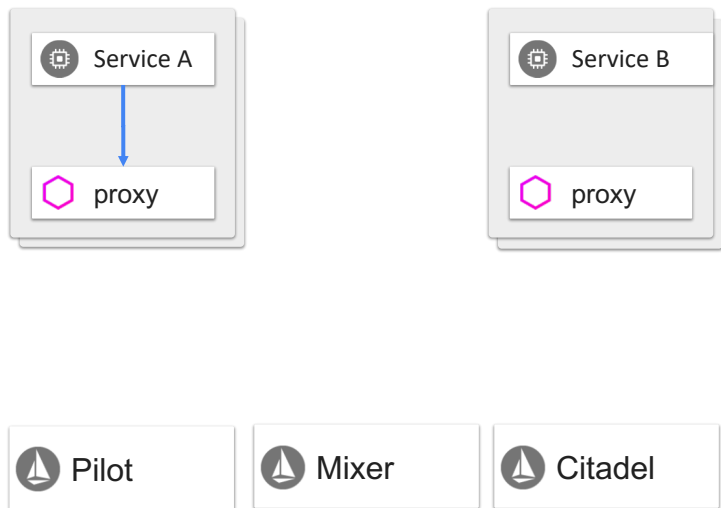 Service A
Service B
proxy
proxy
Pilot
Mixer
Citadel